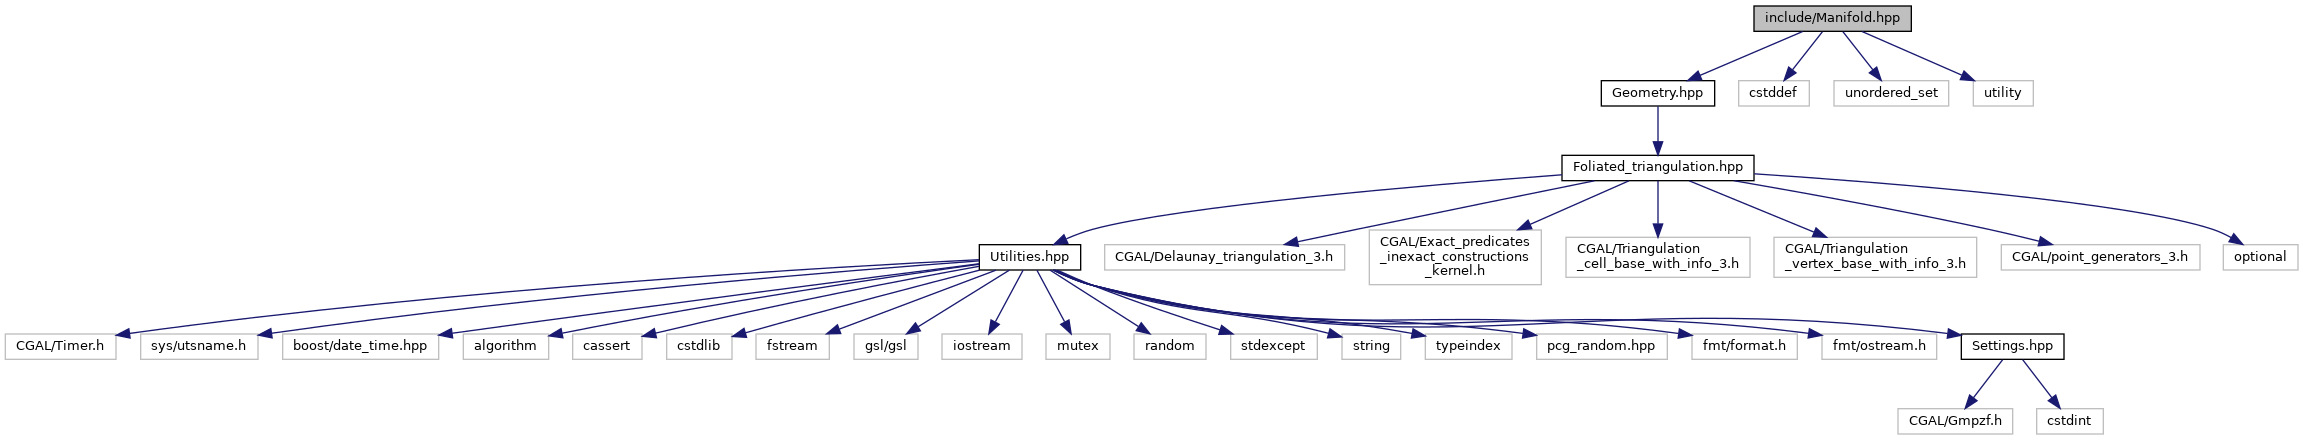 include/Manifold.hpp
Geometry.hpp
cstddef
unordered_set
utility
Foliated_triangulation.hpp
Utilities.hpp
CGAL/Delaunay_triangulation_3.h
CGAL/Exact_predicates
_inexact_constructions
_kernel.h
CGAL/Triangulation
_cell_base_with_info_3.h
CGAL/Triangulation
_vertex_base_with_info_3.h
CGAL/point_generators_3.h
optional
CGAL/Timer.h
sys/utsname.h
boost/date_time.hpp
algorithm
cassert
cstdlib
fstream
gsl/gsl
iostream
mutex
random
stdexcept
string
typeindex
pcg_random.hpp
fmt/format.h
fmt/ostream.h
Settings.hpp
CGAL/Gmpzf.h
cstdint